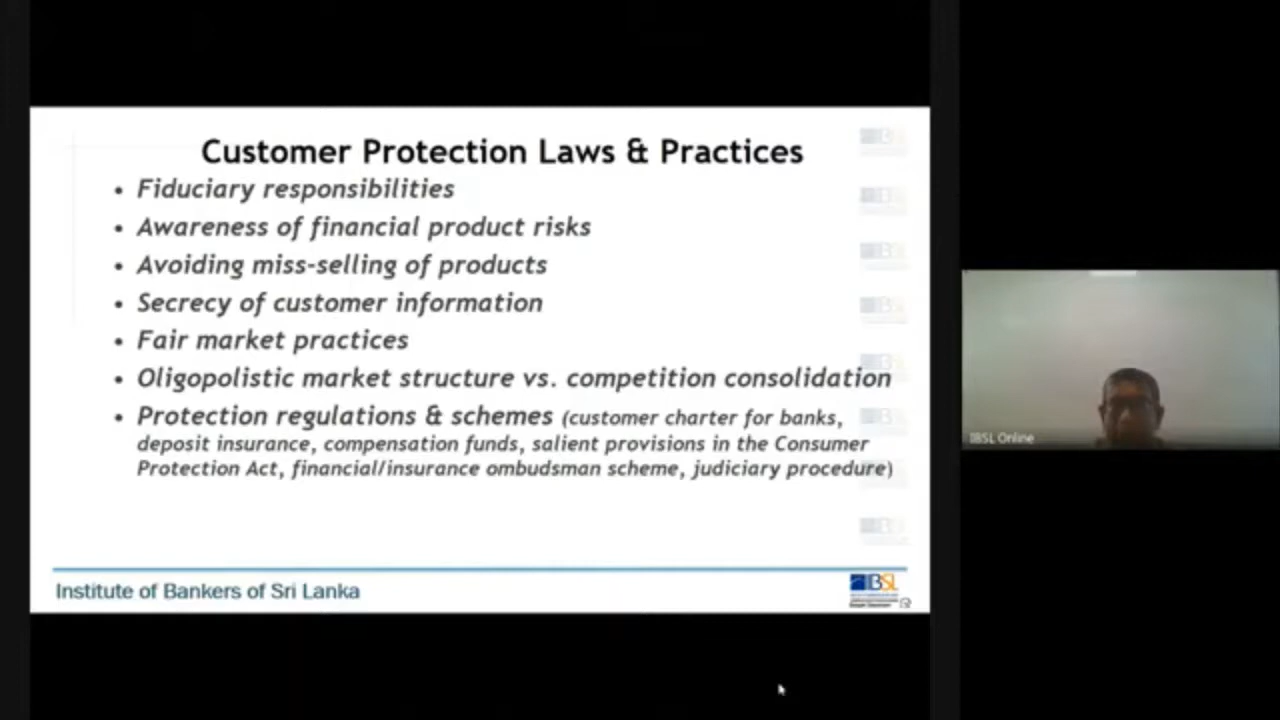 Customer Protection Laws & Practices
• Fiduciary responsibilities
• Awareness of financial product risks
• Avoiding miss-selling of products
• Secrecy of customer information
• Fair market practices
• Oligopolistic market structure vs. competition consolidation
• Protection regulations & schemes (customer charter for banks,
deposit insurance, compensation funds, salient provisions in the Consumer
Protection Act, financial/insurance ombudsman scheme, judiciary procedure)
Institute of Bankers of Sri Lanka
IBSL
IBSL Online